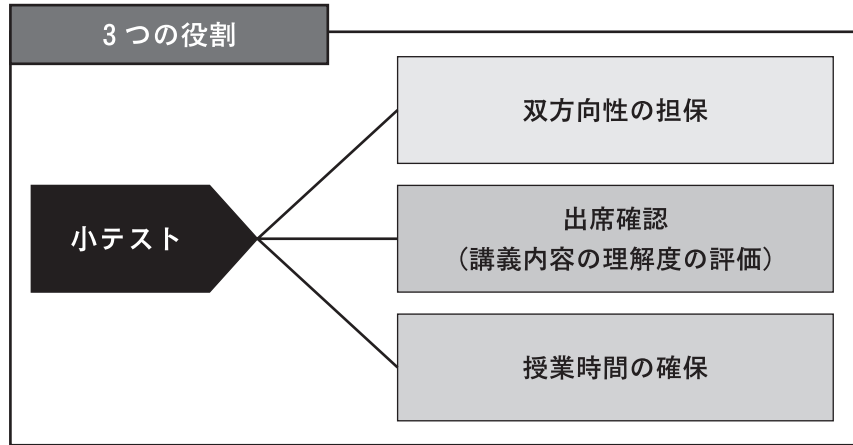 3つの役割
小テスト
双方向性の担保
出席確認
（講義内容の理解度の評価）
授業時間の確保